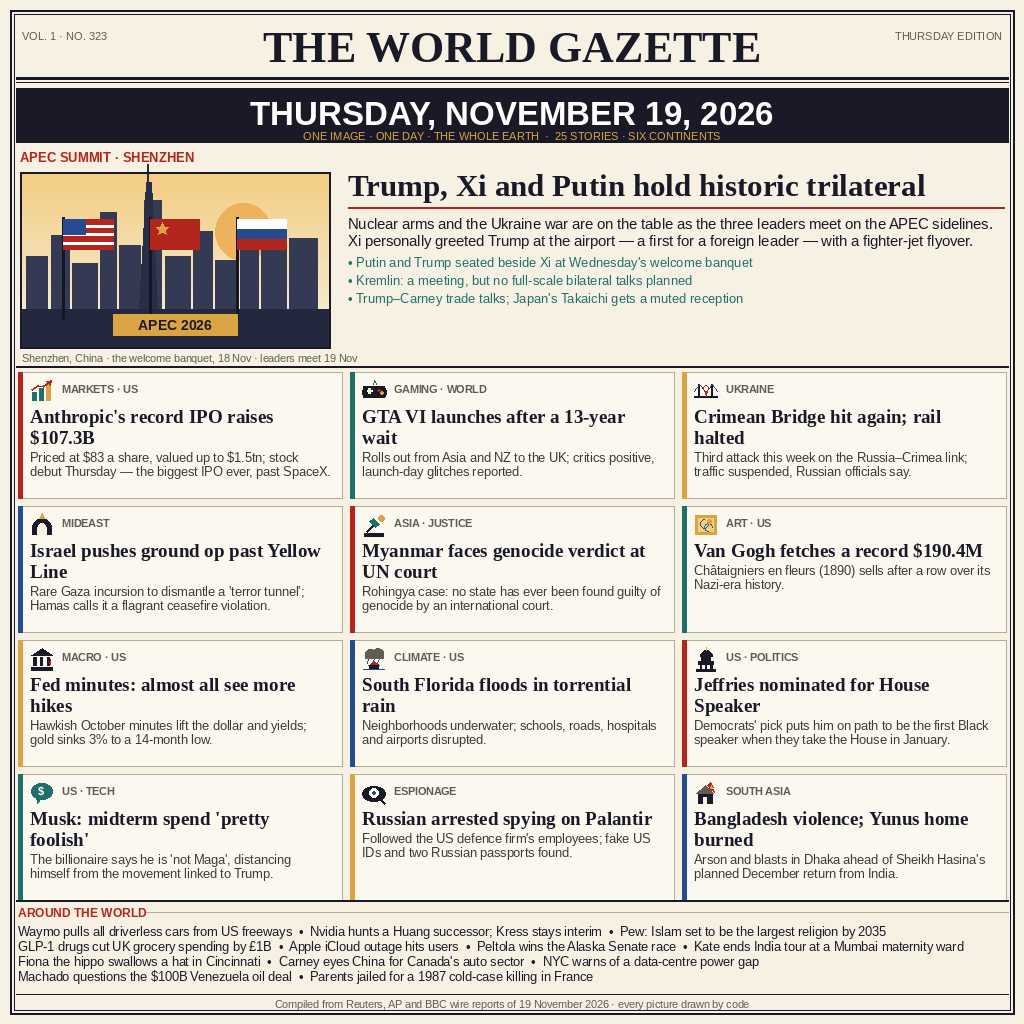 VOL. 1 · NO. 323
THE WORLD GAZETTE
THURSDAY EDITION
THURSDAY, NOVEMBER 19, 2026
ONE IMAGE · ONE DAY · THE WHOLE EARTH · 25 STORIES · SIX CONTINENTS
APEC SUMMIT · SHENZHEN
APEC 2026
Shenzhen, China · the welcome banquet, 18 Nov · leaders meet 19 Nov
Trump, Xi and Putin hold historic trilateral
Nuclear arms and the Ukraine war are on the table as the three leaders meet on the APEC sidelines.
Xi personally greeted Trump at the airport — a first for a foreign leader — with a fighter-jet flyover.
• Putin and Trump seated beside Xi at Wednesday's welcome banquet
• Kremlin: a meeting, but no full-scale bilateral talks planned
• Trump–Carney trade talks; Japan's Takaichi gets a muted reception
MARKETS · US
Anthropic's record IPO raises
$107.3B
Priced at $83 a share, valued up to $1.5tn; stock
debut Thursday — the biggest IPO ever, past SpaceX.
GAMING · WORLD
GTA VI launches after a 13-year
wait
Rolls out from Asia and NZ to the UK; critics positive,
launch-day glitches reported.
UKRAINE
Crimean Bridge hit again; rail
halted
Third attack this week on the Russia–Crimea link;
traffic suspended, Russian officials say.
MIDEAST
Israel pushes ground op past Yellow
Line
Rare Gaza incursion to dismantle a 'terror tunnel';
Hamas calls it a flagrant ceasefire violation.
ASIA · JUSTICE
Myanmar faces genocide verdict at
UN court
Rohingya case: no state has ever been found guilty of
genocide by an international court.
ART · US
Van Gogh fetches a record $190.4M
Châtaigniers en fleurs (1890) sells after a row over its
Nazi-era history.
MACRO · US
Fed minutes: almost all see more
hikes
Hawkish October minutes lift the dollar and yields;
gold sinks 3% to a 14-month low.
CLIMATE · US
South Florida floods in torrential
rain
Neighborhoods underwater; schools, roads, hospitals
and airports disrupted.
US · POLITICS
Jeffries nominated for House
Speaker
Democrats' pick puts him on path to be the first Black
speaker when they take the House in January.
$
US · TECH
Musk: midterm spend 'pretty
foolish'
The billionaire says he is 'not Maga', distancing
himself from the movement linked to Trump.
ESPIONAGE
Russian arrested spying on Palantir
Followed the US defence firm's employees; fake US
IDs and two Russian passports found.
SOUTH ASIA
Bangladesh violence; Yunus home
burned
Arson and blasts in Dhaka ahead of Sheikh Hasina's
planned December return from India.
AROUND THE WORLD
Waymo pulls all driverless cars from US freeways • Nvidia hunts a Huang successor; Kress stays interim • Pew: Islam set to be the largest religion by 2035
GLP-1 drugs cut UK grocery spending by £1B • Apple iCloud outage hits users • Peltola wins the Alaska Senate race • Kate ends India tour at a Mumbai maternity ward
Fiona the hippo swallows a hat in Cincinnati • Carney eyes China for Canada's auto sector • NYC warns of a data-centre power gap
Machado questions the $100B Venezuela oil deal • Parents jailed for a 1987 cold-case killing in France
Compiled from Reuters, AP and BBC wire reports of 19 November 2026 · every picture drawn by code